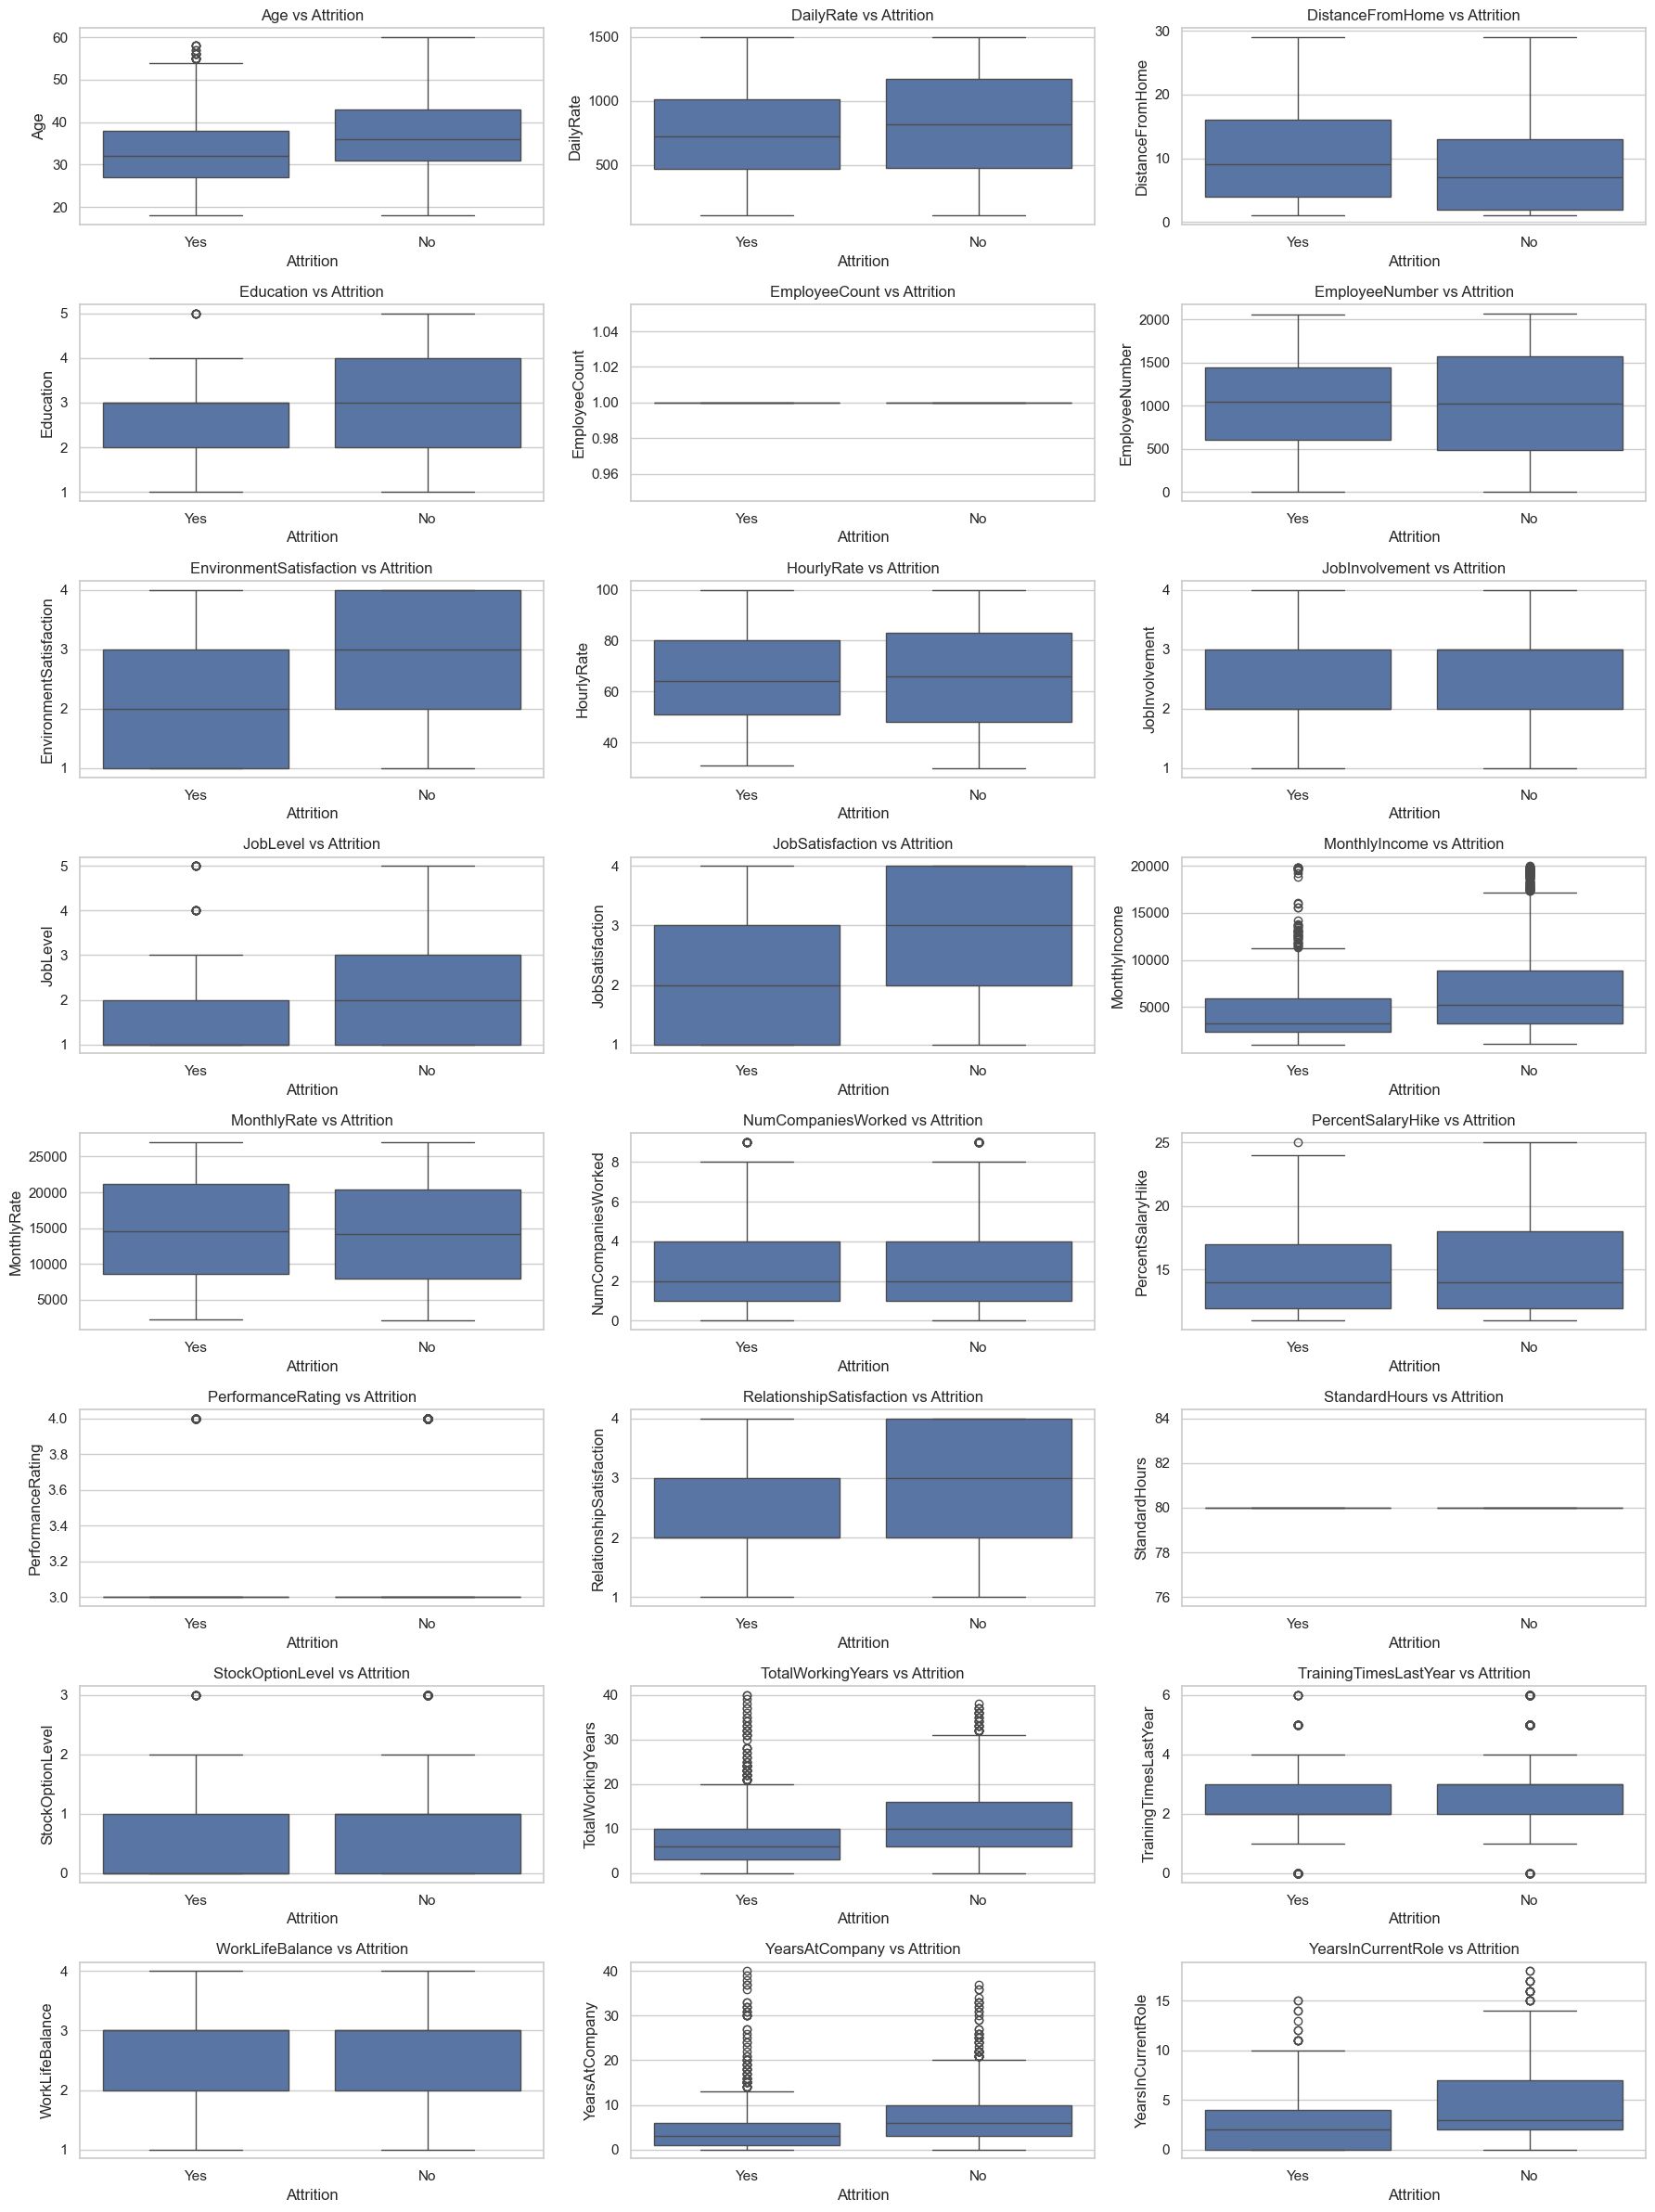 Age vs Attrition
Age
60
50
40
30
20
Yes No
Attrition
DailyRate vs Attrition
DailyRate
1500
1000
500
Yes No
Attrition
DistanceFromHome vs Attrition
DistanceFromHome
30
20
10
0
Yes No
Attrition
Education vs Attrition
Education
5
4
3
2
1
Yes No
Attrition
EmployeeCount vs Attrition
EmployeeCount
1.04
1.02
1.00
0.98
0.96
Yes No
Attrition
EmployeeNumber vs Attrition
EmployeeNumber
2000
1500
1000
500
0
Yes No
Attrition
EnvironmentSatisfaction vs Attrition
EnvironmentSatisfaction
4
3
2
1
Yes No
Attrition
HourlyRate vs Attrition
HourlyRate
100
80
60
40
Yes No
Attrition
JobInvolvement vs Attrition
JobInvolvement
4
3
2
1
Yes No
Attrition
JobLevel vs Attrition
JobLevel
5
4
3
2
1
Yes No
Attrition
JobSatisfaction vs Attrition
JobSatisfaction
4
3
2
1
Yes No
Attrition
MonthlyIncome vs Attrition
MonthlyIncome
20000
15000
10000
5000
Yes No
Attrition
MonthlyRate vs Attrition
MonthlyRate
25000
20000
15000
10000
5000
Yes No
Attrition
NumCompaniesWorked vs Attrition
NumCompaniesWorked
8
6
4
2
0
Yes No
Attrition
PercentSalaryHike vs Attrition
PercentSalaryHike
25
20
15
Yes No
Attrition
PerformanceRating vs Attrition
PerformanceRating
4.0
3.8
3.6
3.4
3.2
3.0
Yes No
Attrition
RelationshipSatisfaction vs Attrition
RelationshipSatisfaction
4
3
2
1
Yes No
Attrition
StandardHours vs Attrition
StandardHours
84
82
80
78
76
Yes No
Attrition
StockOptionLevel vs Attrition
StockOptionLevel
3
2
1
0
Yes No
Attrition
TotalWorkingYears vs Attrition
TotalWorkingYears
40
30
20
10
0
Yes No
Attrition
TrainingTimesLastYear vs Attrition
TrainingTimesLastYear
6
4
2
0
Yes No
Attrition
WorkLifeBalance vs Attrition
WorkLifeBalance
4
3
2
1
Yes No
Attrition
YearsAtCompany vs Attrition
YearsAtCompany
40
30
20
10
0
Yes No
Attrition
YearsInCurrentRole vs Attrition
YearsInCurrentRole
15
10
5
0
Yes No
Attrition